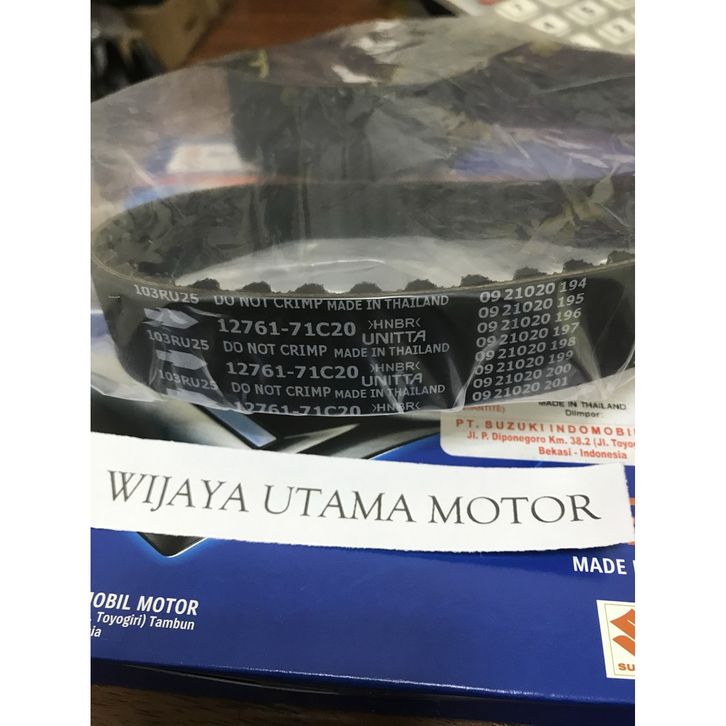 103RU25 DO NOT CRIMP MADE IN THAILAND
12761-71C20 >HNBR< UNITTA
103RU25 DO NOT CRIMP MADE IN THAILAND
12761-71C20 >HNBR< UNITTA
103RU25 DO NOT CRIMP MADE IN THAILAND
12761-71C20 >HNBR<
09 21020 194
09 21020 195
09 21020 196
09 21020 197
09 21020 198
09 21020 199
09 21020 200
09 21020 201
MADE IN THAILAND
Diimpor
PT. SUZUKI INDOMOBI
Jl. P. Diponegoro Km. 38.2 (Jl. Toyo
Bekasi - Indonesia
WIJAYA UTAMA MOTOR
MADE
MOBIL MOTOR
Toyogiri) Tambun
SU